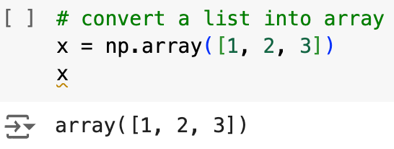 [ ] # convert a list into array
x = np.array([1, 2, 3])
x
array([1, 2, 3])